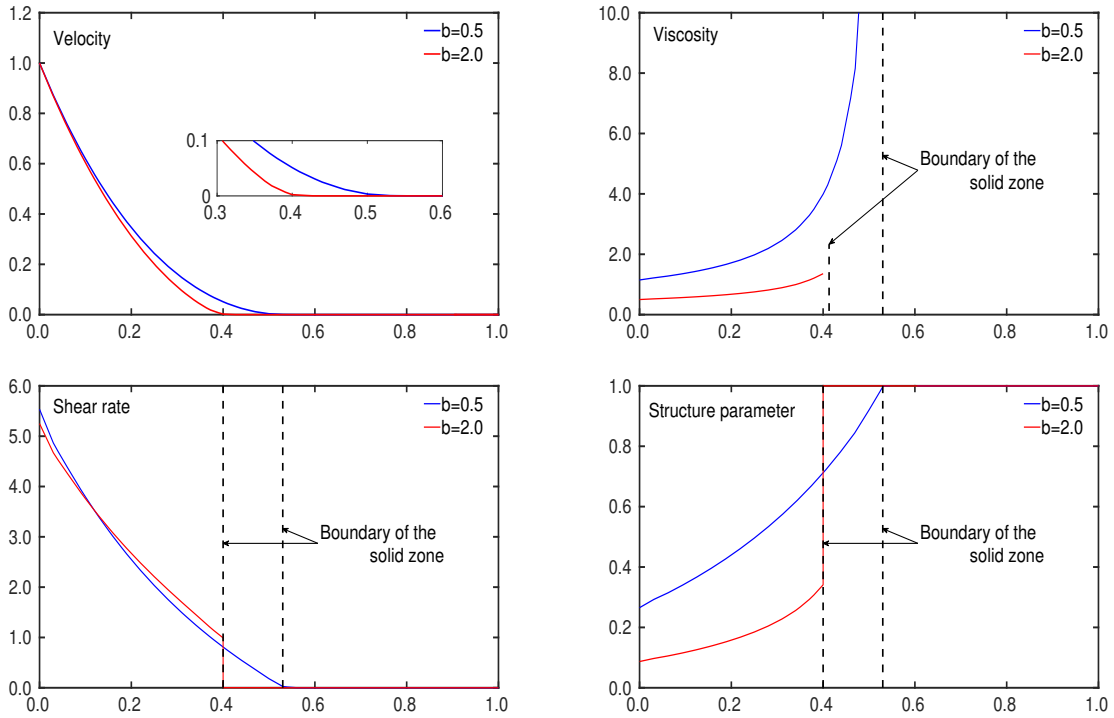 Velocity
b=0.5
b=2.0
1.2
1.0
0.8
0.6
0.4
0.2
0.0
0.1
0
0.3 0.4 0.5 0.6
0.0 0.2 0.4 0.6 0.8 1.0
Viscosity
b=0.5
b=2.0
10.0
8.0
6.0
4.0
2.0
0.0
Boundary of the
solid zone
0.0 0.2 0.4 0.6 0.8 1.0
Shear rate
b=0.5
b=2.0
6.0
5.0
4.0
3.0
2.0
1.0
0.0
Boundary of the
solid zone
0.0 0.2 0.4 0.6 0.8 1.0
Structure parameter
b=0.5
b=2.0
1.0
0.8
0.6
0.4
0.2
0.0
Boundary of the
solid zone
0.0 0.2 0.4 0.6 0.8 1.0